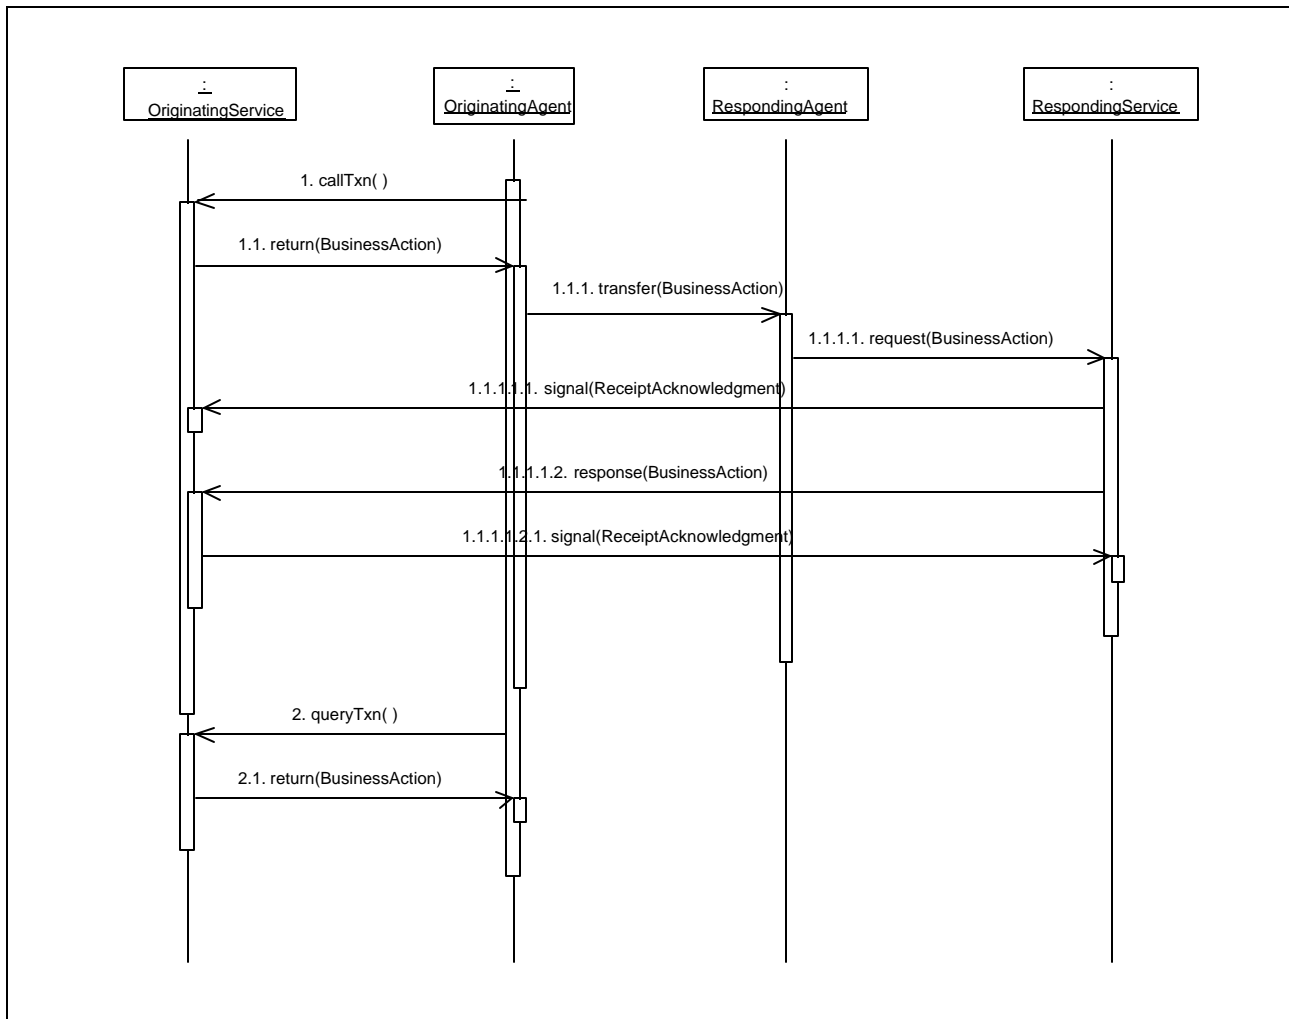 :
OriginatingService
:
OriginatingAgent
:
RespondingAgent
:
RespondingService
1. callTxn( )
1.1. return(BusinessAction)
1.1.1. transfer(BusinessAction)
1.1.1.1. request(BusinessAction)
1.1.1.1.1. signal(ReceiptAcknowledgment)
1.1.1.1.2. response(BusinessAction)
1.1.1.1.2.1. signal(ReceiptAcknowledgment)
2. queryTxn( )
2.1. return(BusinessAction)